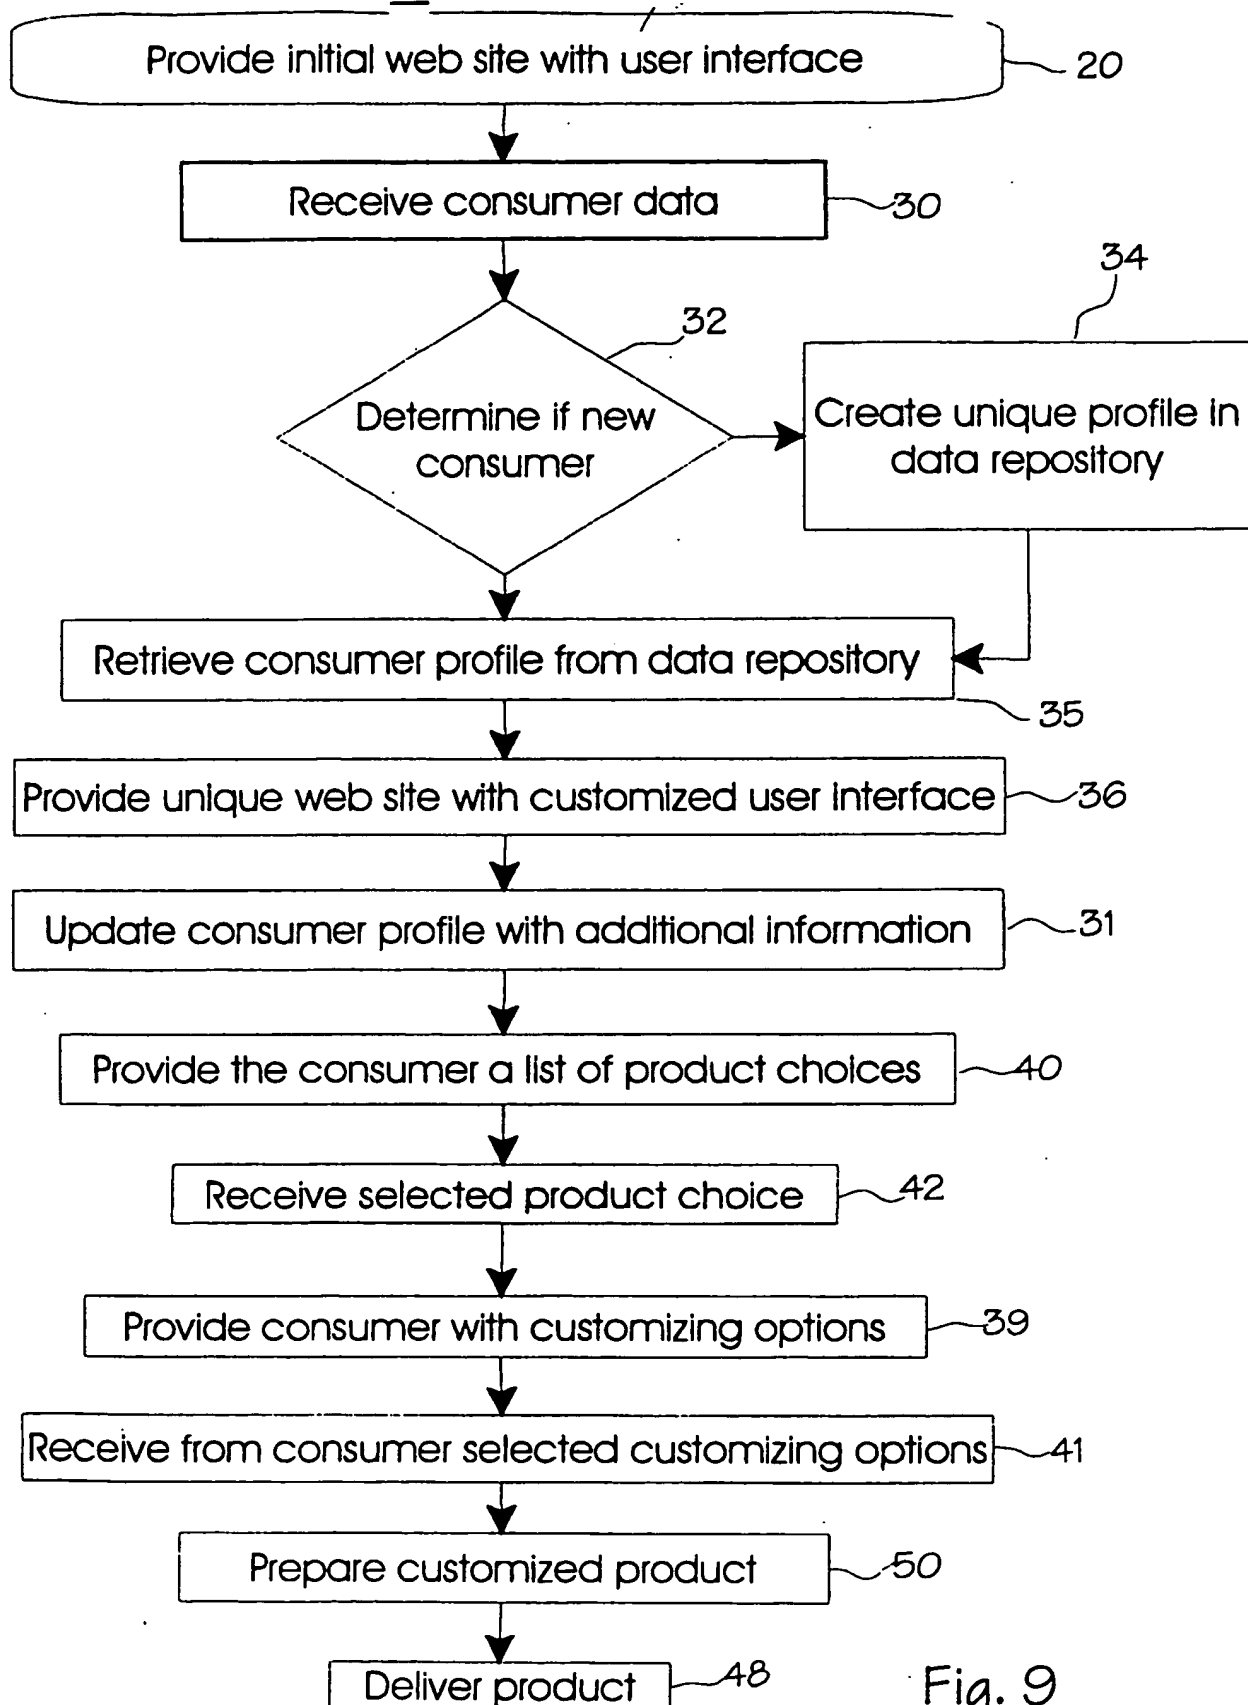 Provide initial web site with user interface
20
Receive consumer data
30
32
34
Determine if new
consumer
Create unique profile in
data repository
Retrieve consumer profile from data repository
35
Provide unique web site with customized user interface
36
Update consumer profile with additional information
31
Provide the consumer a list of product choices
40
Receive selected product choice
42
Provide consumer with customizing options
39
Receive from consumer selected customizing options
41
Prepare customized product
50
Deliver product
48
Fig. 9